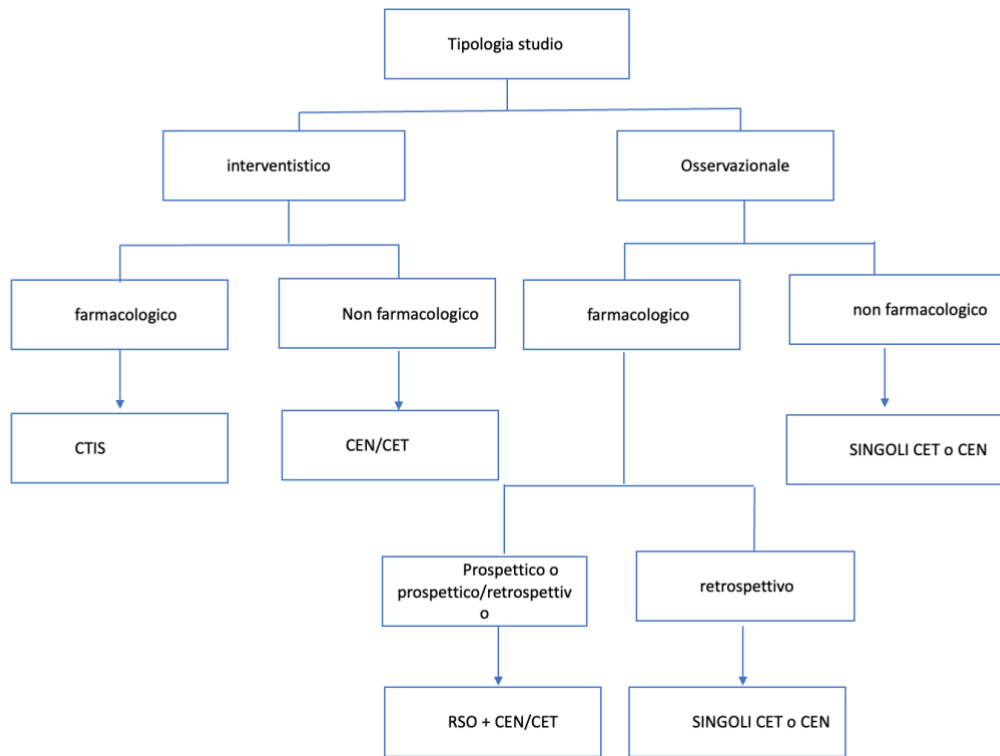 Tipologia studio
interventistico
Osservazionale
farmacologico
Non farmacologico
farmacologico
non farmacologico
CTIS
CEN/CET
SINGOLI CET o CEN
Prospettico o
prospettico/retrospettiv
o
retrospettivo
RSO + CEN/CET
SINGOLI CET o CEN